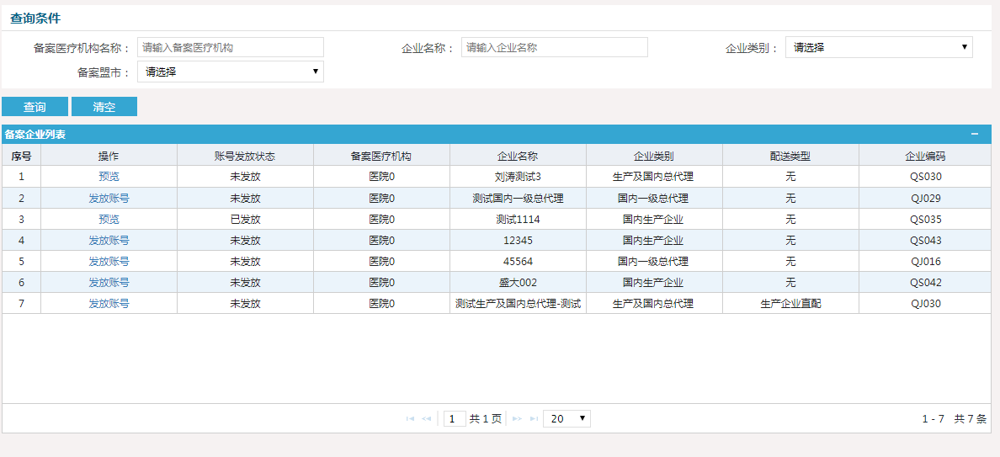 查询条件
备案医疗机构名称： 请输入备案医疗机构 企业名称： 请输入企业名称 企业类别： 请选择
备案盟市： 请选择
查询 清空
备案企业列表
序号 操作 账号发放状态 备案医疗机构 企业名称 企业类别 配送类型 企业编码
1 预览 未发放 医院0 刘涛测试3 生产及国内总代理 无 QS030
2 发放账号 未发放 医院0 测试国内一级总代理 国内一级总代理 无 QJ029
3 预览 已发放 医院0 测试1114 国内生产企业 无 QS035
4 发放账号 未发放 医院0 12345 国内生产企业 无 QS043
5 发放账号 未发放 医院0 45564 国内一级总代理 无 QJ016
6 发放账号 未发放 医院0 盛大002 国内生产企业 无 QS042
7 发放账号 未发放 医院0 测试生产及国内总代理-测试 生产及国内总代理 生产企业直配 QJ030
1 共 1 页 20 1 - 7 共 7 条